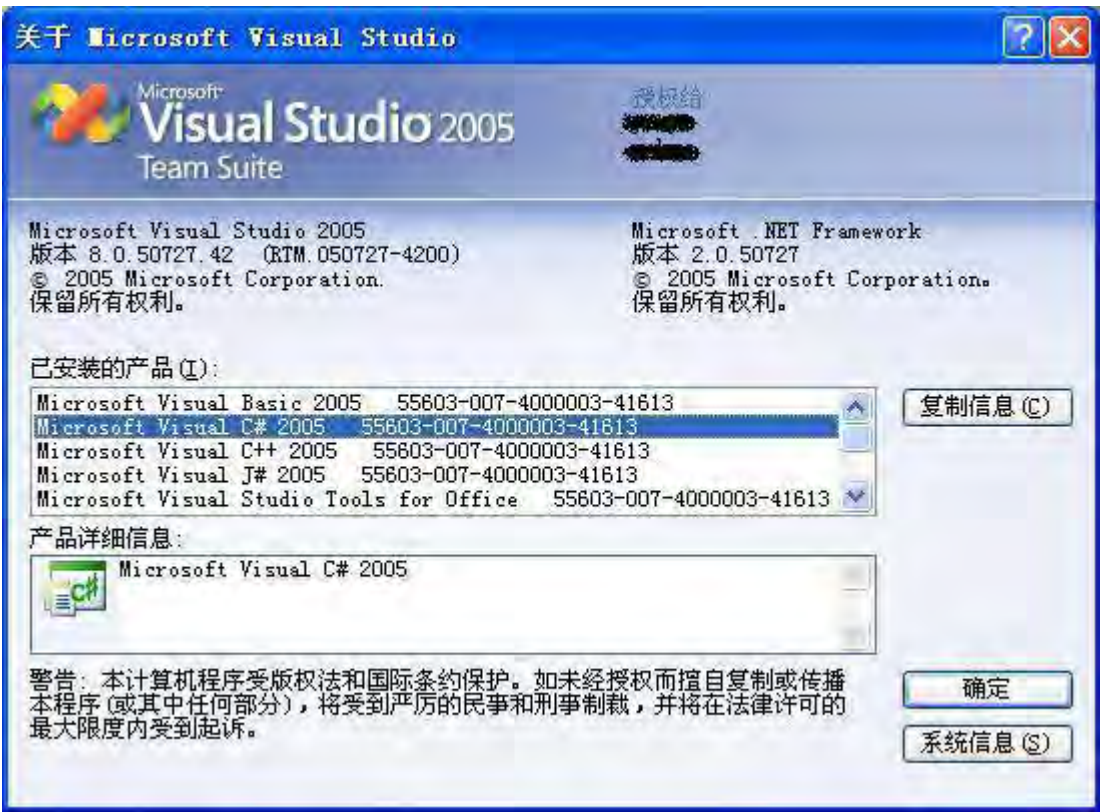 关于 Microsoft Visual Studio
Microsoft
Visual Studio 2005
Team Suite
授权给
Microsoft Visual Studio 2005
版本 8.0.50727.42 (RTM.050727-4200)
© 2005 Microsoft Corporation.
保留所有权利。
Microsoft .NET Framework
版本 2.0.50727
© 2005 Microsoft Corporation。
保留所有权利。
已安装的产品(I):
Microsoft Visual Basic 2005 55603-007-4000003-41613
Microsoft Visual C# 2005 55603-007-4000003-41613
Microsoft Visual C++ 2005 55603-007-4000003-41613
Microsoft Visual J# 2005 55603-007-4000003-41613
Microsoft Visual Studio Tools for Office 55603-007-4000003-41613
复制信息(C)
产品详细信息:
C#
Microsoft Visual C# 2005
警告: 本计算机程序受版权法和国际条约保护。如未经授权而擅自复制或传播
本程序(或其中任何部分),将受到严厉的民事和刑事制裁,并将在法律许可的
最大限度内受到起诉。
确定
系统信息(S)